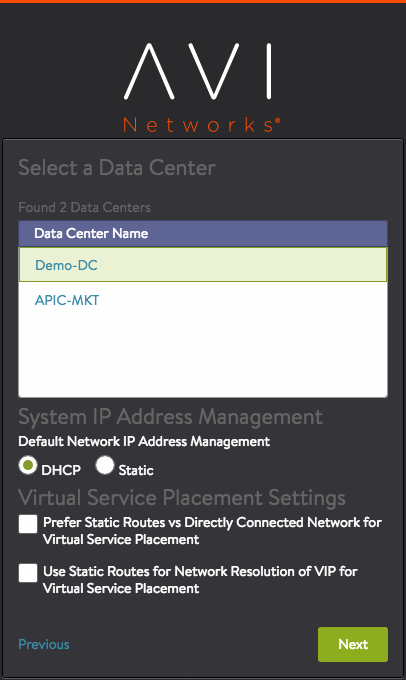 AVI
Networks
Select a Data Center
Found 2 Data Centers
Data Center Name
Demo-DC
APIC-MKT
System IP Address Management
Default Network IP Address Management
DHCP Static
Virtual Service Placement Settings
Prefer Static Routes vs Directly Connected Network for
Virtual Service Placement
Use Static Routes for Network Resolution of VIP for
Virtual Service Placement
Previous Next